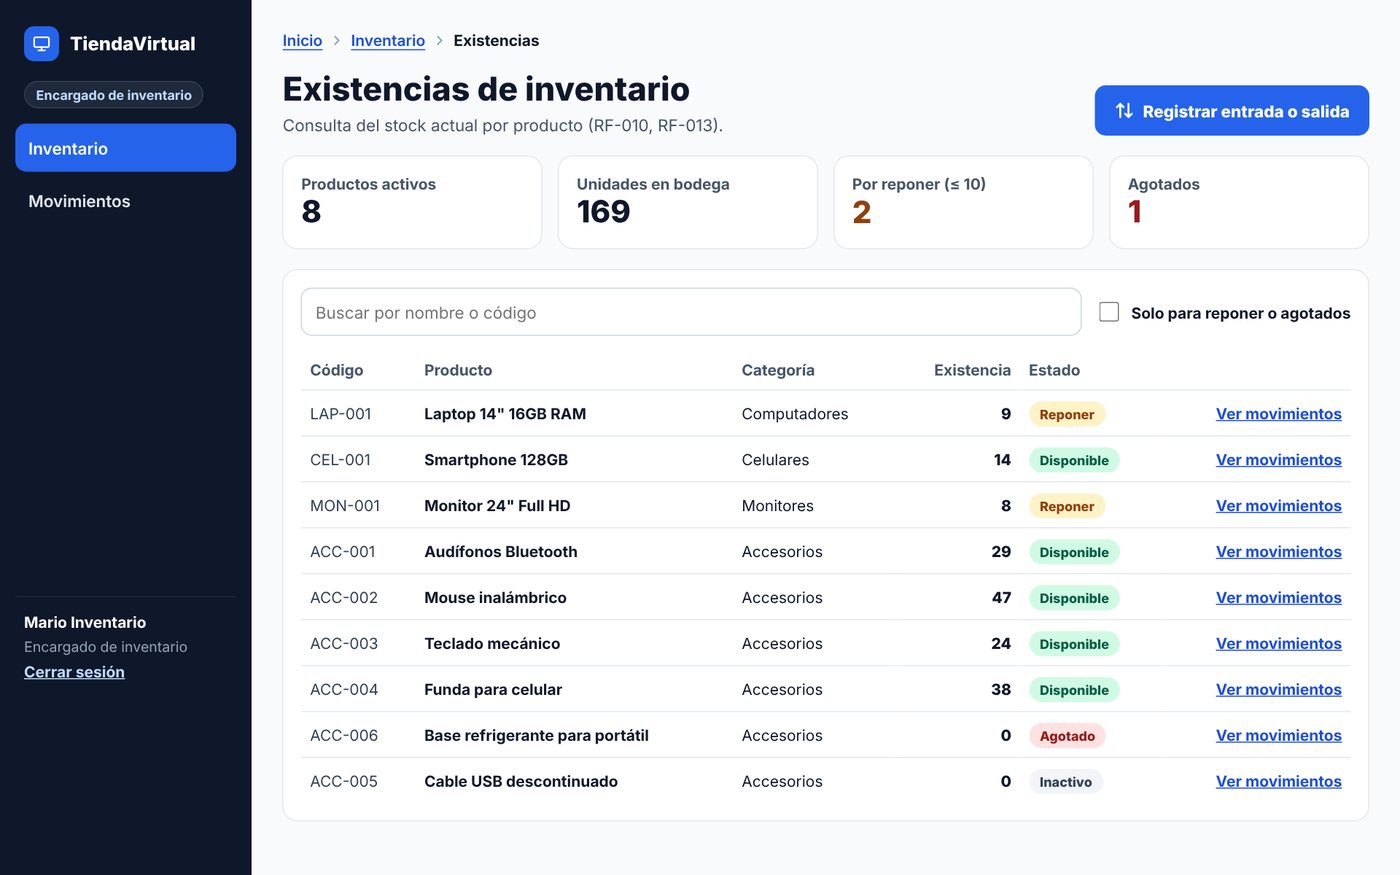 TiendaVirtual
Encargado de inventario
Inventario
Movimientos
Mario Inventario
Encargado de inventario
Cerrar sesión
Inicio > Inventario > Existencias
Existencias de inventario
Consulta del stock actual por producto (RF-010, RF-013).
Registrar entrada o salida
Productos activos
8
Unidades en bodega
169
Por reponer (≤ 10)
2
Agotados
1
Buscar por nombre o código
Solo para reponer o agotados
Código Producto Categoría Existencia Estado
LAP-001 Laptop 14" 16GB RAM Computadores 9 Reponer Ver movimientos
CEL-001 Smartphone 128GB Celulares 14 Disponible Ver movimientos
MON-001 Monitor 24" Full HD Monitores 8 Reponer Ver movimientos
ACC-001 Audífonos Bluetooth Accesorios 29 Disponible Ver movimientos
ACC-002 Mouse inalámbrico Accesorios 47 Disponible Ver movimientos
ACC-003 Teclado mecánico Accesorios 24 Disponible Ver movimientos
ACC-004 Funda para celular Accesorios 38 Disponible Ver movimientos
ACC-006 Base refrigerante para portátil Accesorios 0 Agotado Ver movimientos
ACC-005 Cable USB descontinuado Accesorios 0 Inactivo Ver movimientos